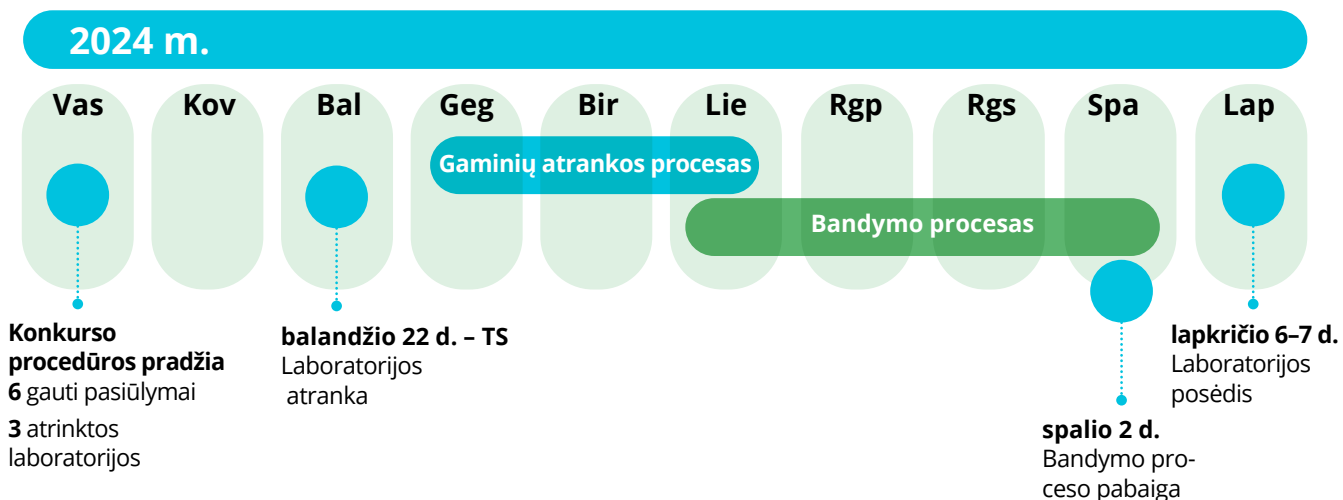 2024 m.
Vas
Kov
Bal
Geg
Bir
Lie
Rgp
Rgs
Spa
Lap
Gaminių atrankos procesas
Bandymo procesas
Konkurso
procedūros pradžia
6 gauti pasiūlymai
3 atrinktos
laboratorijos
balandžio 22 d. – TS
Laboratorijos
atranka
spalio 2 d.
Bandymo pro-
ceso pabaiga
lapkričio 6–7 d.
Laboratorijos
posėdis